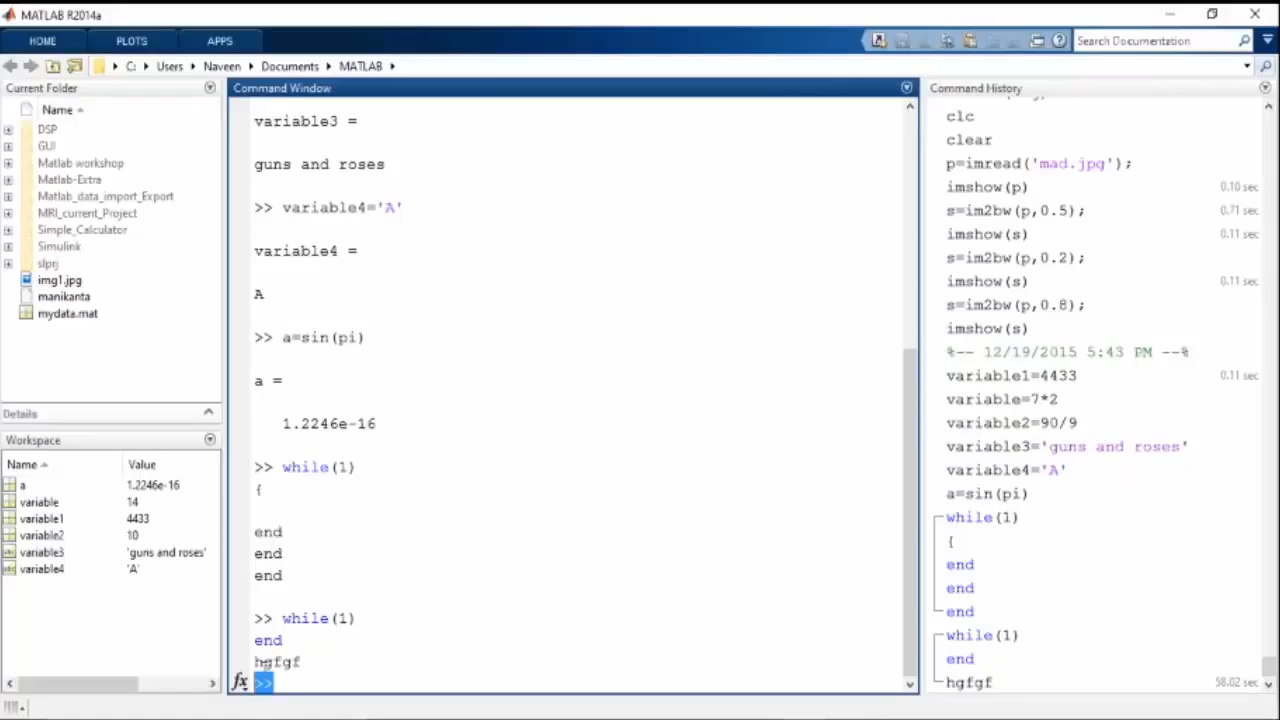 MATLAB R2014a
HOME PLOTS APPS
Search Documentation
C: Users Naveen Documents MATLAB
Current Folder
Name
DSP
GUI
Matlab workshop
Matlab-Extra
Matlab_data_import_Export
MRI_current_Project
Simple_Calculator
Simulink
slprj
img1.jpg
manikanta
mydata.mat
Details
Workspace
Name Value
a 1.2246e-16
variable 14
variable1 4433
variable2 10
variable3 'guns and roses'
variable4 'A'
Command Window
variable3 =
guns and roses
>> variable4='A'
variable4 =
A
>> a=sin(pi)
a =
1.2246e-16
>> while(1)
{
end
end
end
>> while(1)
end
hgfgf
fx >>
Command History
clc
clear
p=imread('mad.jpg');
imshow(p) 0.10 sec
s=im2bw(p,0.5); 0.71 sec
imshow(s) 0.11 sec
s=im2bw(p,0.2);
imshow(s) 0.11 sec
s=im2bw(p,0.8);
imshow(s)
%-- 12/19/2015 5:43 PM --%
variable1=4433 0.11 sec
variable=7*2
variable2=90/9
variable3='guns and roses'
variable4='A'
a=sin(pi)
while(1)
{
end
end
end
while(1)
end
hgfgf 58.02 sec